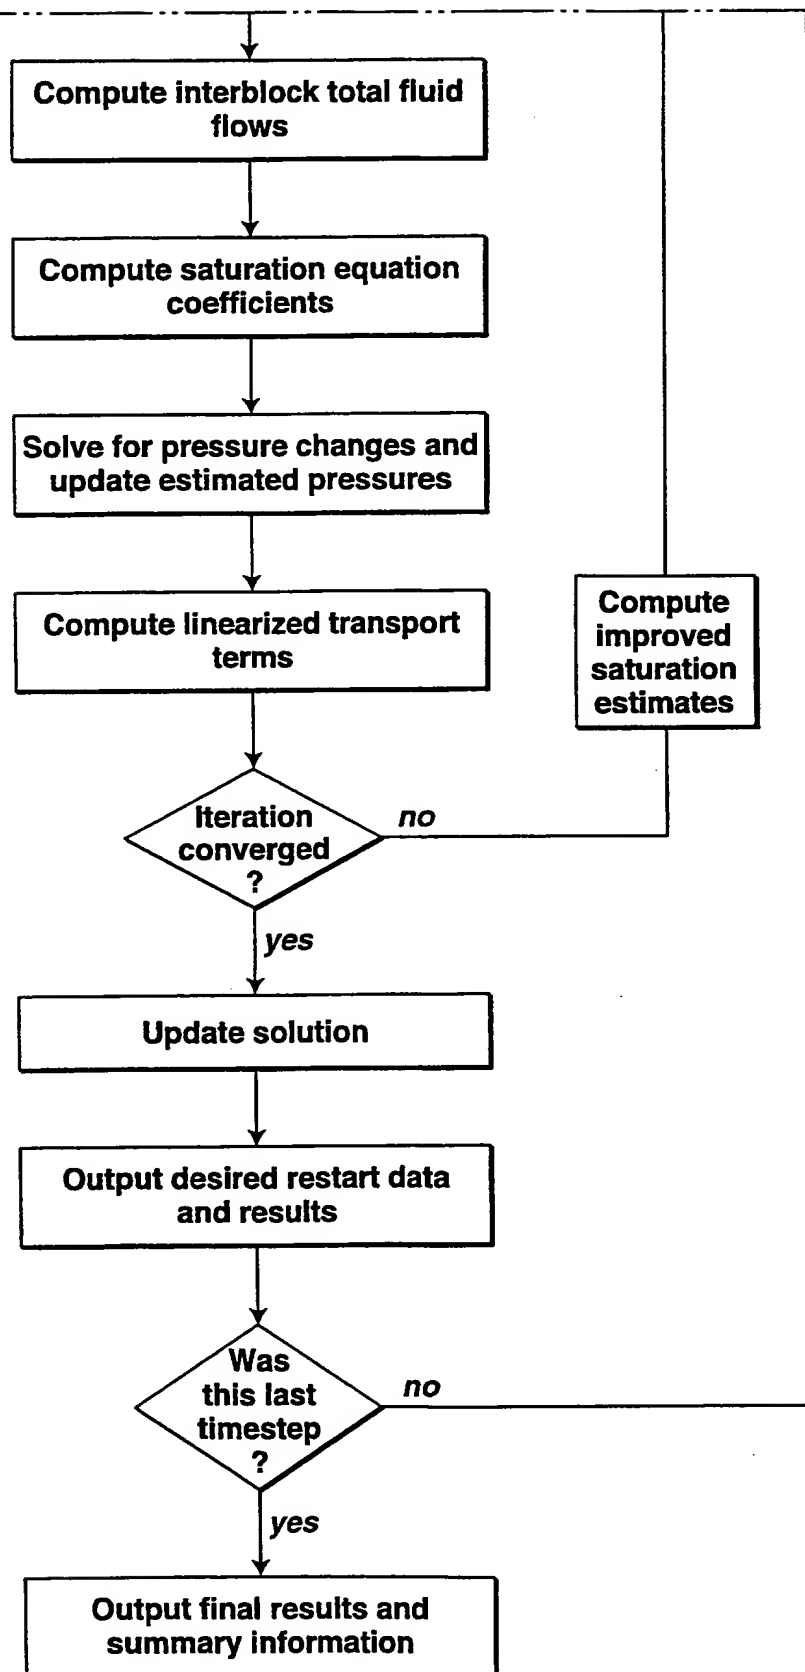 Compute interblock total fluid
flows
Compute saturation equation
coefficients
Solve for pressure changes and
update estimated pressures
Compute linearized transport
terms
Compute
improved
saturation
estimates
Iteration
converged
?
no
yes
Update solution
Output desired restart data
and results
Was
this last
timestep
?
no
yes
Output final results and
summary information